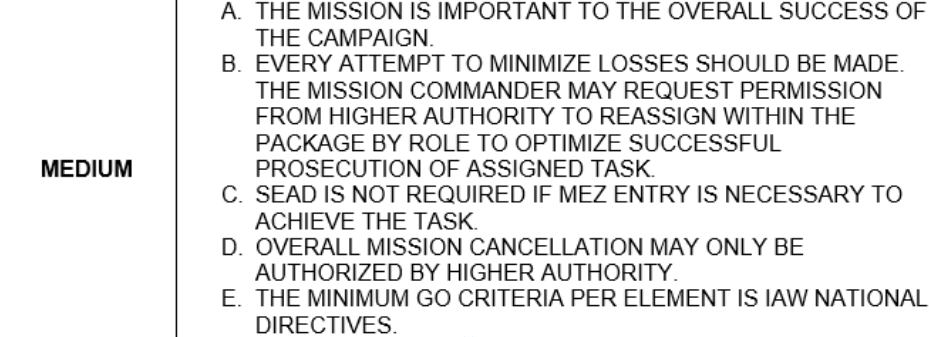 A. THE MISSION IS IMPORTANT TO THE OVERALL SUCCESS OF
THE CAMPAIGN.
B. EVERY ATTEMPT TO MINIMIZE LOSSES SHOULD BE MADE.
THE MISSION COMMANDER MAY REQUEST PERMISSION
FROM HIGHER AUTHORITY TO REASSIGN WITHIN THE
PACKAGE BY ROLE TO OPTIMIZE SUCCESSFUL
MEDIUM
PROSECUTION OF ASSIGNED TASK.
C. SEAD IS NOT REQUIRED IF MEZ ENTRY IS NECESSARY TO
ACHIEVE THE TASK.
D. OVERALL MISSION CANCELLATION MAY ONLY BE
AUTHORIZED BY HIGHER AUTHORITY.
E. THE MINIMUM GO CRITERIA PER ELEMENT IS IAW NATIONAL
DIRECTIVES.